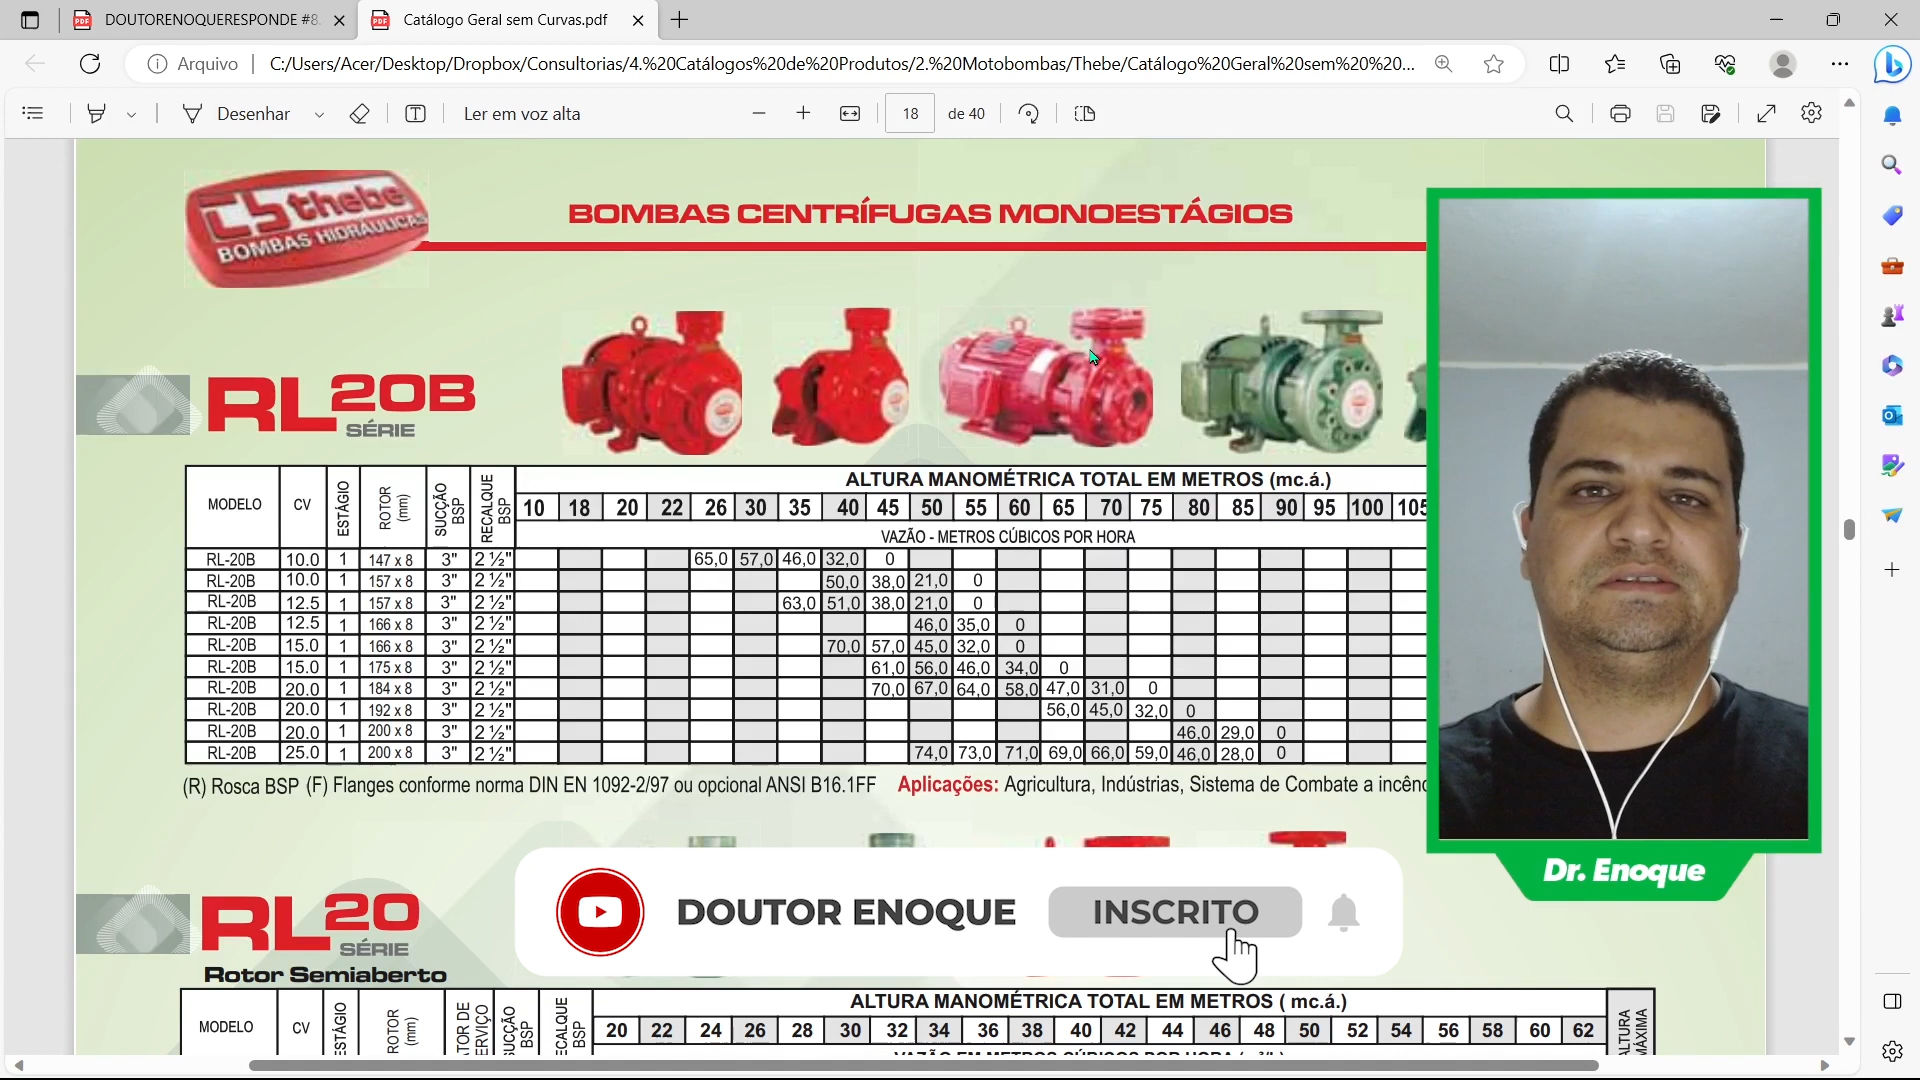 DOUTORENOQUERESPONDE #8
Catálogo Geral sem Curvas.pdf
Arquivo
C:/Users/Acer/Desktop/Dropbox/Consultorias/4.%20Catálogos%20de%20Produtos/2.%20Motobombas/Thebe/Catálogo%20Geral%20sem%20%20...
Desenhar
Ler em voz alta
18 de 40
thebe
BOMBAS HIDRÁULICAS
BOMBAS CENTRÍFUGAS MONOESTÁGIOS
RL 20B
SÉRIE
MODELO CV ESTÁGIO ROTOR (mm) SUCÇÃO BSP RECALQUE BSP
ALTURA MANOMÉTRICA TOTAL EM METROS (mc.á.)
10 18 20 22 26 30 35 40 45 50 55 60 65 70 75 80 85 90 95 100 105
VAZÃO - METROS CÚBICOS POR HORA
RL-20B 10.0 1 147 x 8 3" 2 ½" 65,0 57,0 46,0 32,0 0
RL-20B 10.0 1 157 x 8 3" 2 ½" 50,0 38,0 21,0 0
RL-20B 12.5 1 157 x 8 3" 2 ½" 63,0 51,0 38,0 21,0 0
RL-20B 12.5 1 166 x 8 3" 2 ½" 46,0 35,0 0
RL-20B 15.0 1 166 x 8 3" 2 ½" 70,0 57,0 45,0 32,0 0
RL-20B 15.0 1 175 x 8 3" 2 ½" 61,0 56,0 46,0 34,0 0
RL-20B 20.0 1 184 x 8 3" 2 ½" 70,0 67,0 64,0 58,0 47,0 31,0 0
RL-20B 20.0 1 192 x 8 3" 2 ½" 56,0 45,0 32,0 0
RL-20B 20.0 1 200 x 8 3" 2 ½" 46,0 29,0 0
RL-20B 25.0 1 200 x 8 3" 2 ½" 74,0 73,0 71,0 69,0 66,0 59,0 46,0 28,0 0
(R) Rosca BSP (F) Flanges conforme norma DIN EN 1092-2/97 ou opcional ANSI B16.1FF Aplicações: Agricultura, Indústrias, Sistema de Combate a incênd
Dr. Enoque
DOUTOR ENOQUE INSCRITO
RL 20
SÉRIE
Rotor Semiaberto
ALTURA MANOMÉTRICA TOTAL EM METROS ( mc.á.)
MODELO CV ESTÁGIO ROTOR (mm) SUCÇÃO BSP
20 22 24 26 28 30 32 34 36 38 40 42 44 46 48 50 52 54 56 58 60 62
ALTURA MÁXIMA